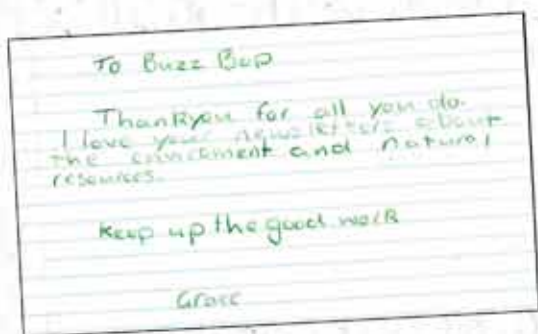 To Buzz Bup
Thankyou for all you do.
I love your newsletters about
the enviroment and natural
resources.
Keep up the good work
Grace